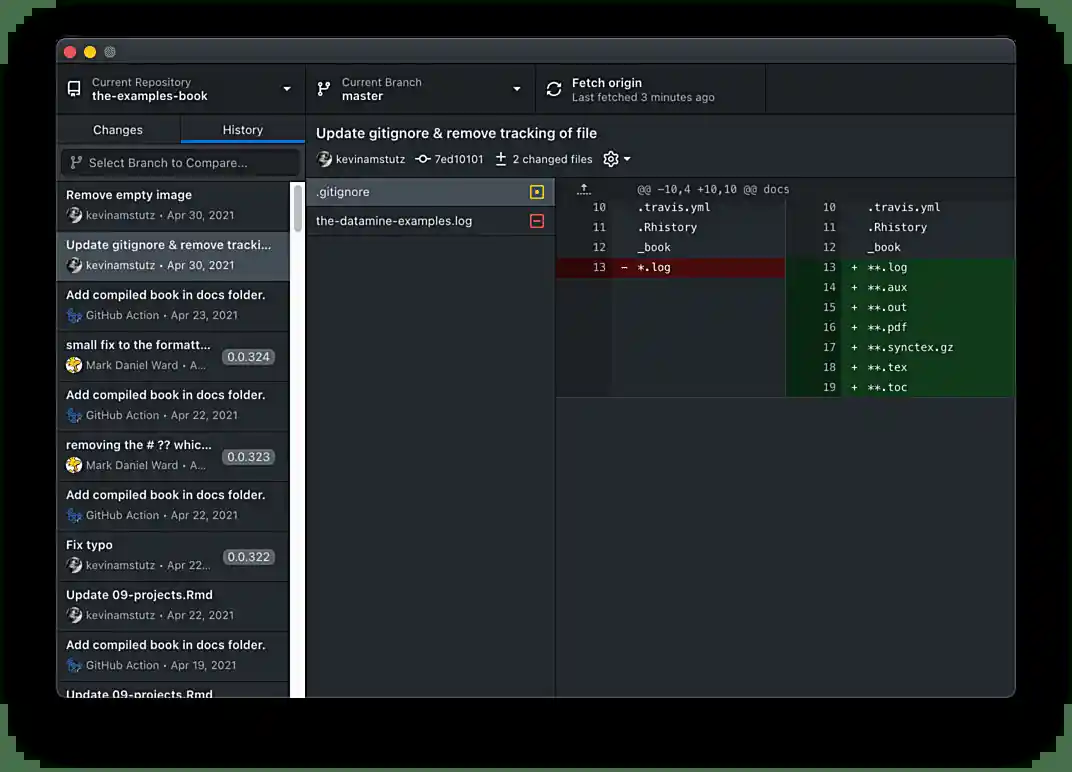 Current Repository
the-examples-book
Current Branch
master
Fetch origin
Last fetched 3 minutes ago
Changes
History
Select Branch to Compare...
Remove empty image
kevinamstutz • Apr 30, 2021
Update gitignore & remove tracki...
kevinamstutz • Apr 30, 2021
Add compiled book in docs folder.
GitHub Action • Apr 23, 2021
small fix to the formatt...
Mark Daniel Ward • A...
0.0.324
Add compiled book in docs folder.
GitHub Action • Apr 22, 2021
removing the # ?? whic...
Mark Daniel Ward • A...
0.0.323
Add compiled book in docs folder.
GitHub Action • Apr 22, 2021
Fix typo
kevinamstutz • Apr 22...
0.0.322
Update 09-projects.Rmd
kevinamstutz • Apr 22, 2021
Add compiled book in docs folder.
GitHub Action • Apr 19, 2021
Update 09-projects.Rmd
Update gitignore & remove tracking of file
kevinamstutz 7ed10101 2 changed files
.gitignore
the-datamine-examples.log
@@ -10,4 +10,10 @@ docs
10 .travis.yml 10 .travis.yml
11 .Rhistory 11 .Rhistory
12 _book 12 _book
13 - *.log 13 + **.log
14 + **.aux
15 + **.out
16 + **.pdf
17 + **.synctex.gz
18 + **.tex
19 + **.toc